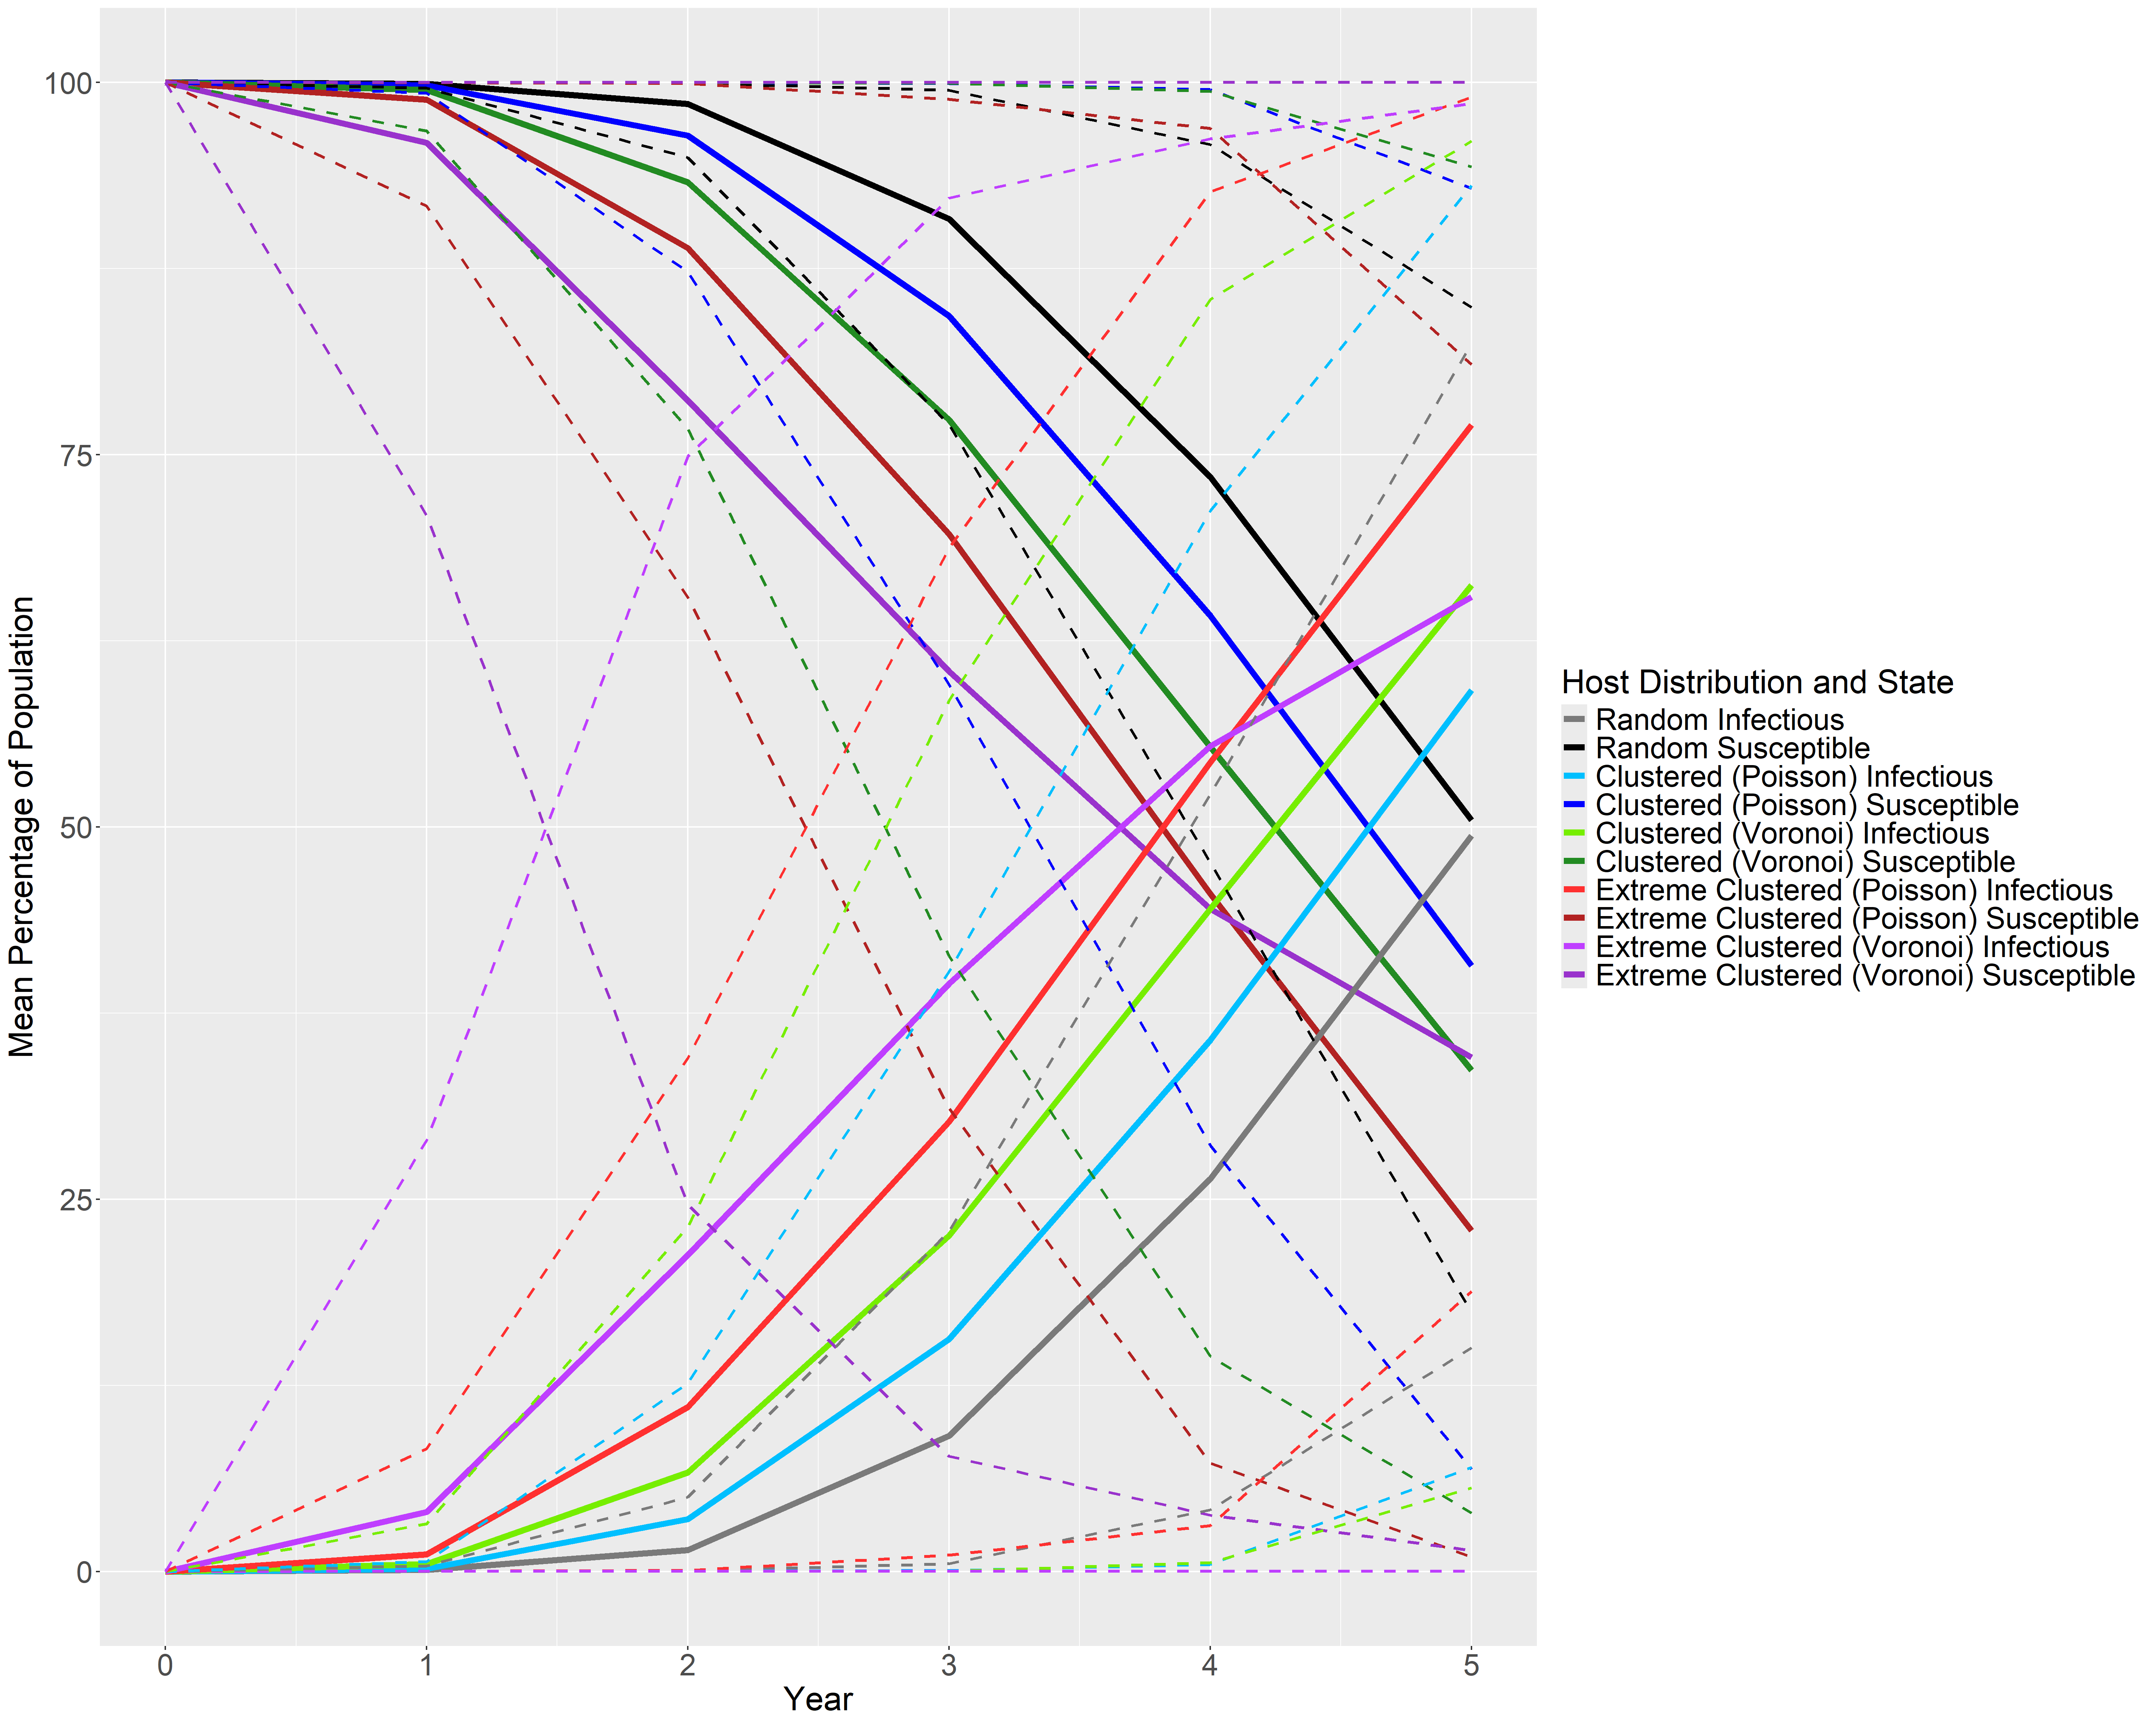 Mean Percentage of Population
100
75
50
25
0
0 1 2 3 4 5
Year
Host Distribution and State
Random Infectious
Random Susceptible
Clustered (Poisson) Infectious
Clustered (Poisson) Susceptible
Clustered (Voronoi) Infectious
Clustered (Voronoi) Susceptible
Extreme Clustered (Poisson) Infectious
Extreme Clustered (Poisson) Susceptible
Extreme Clustered (Voronoi) Infectious
Extreme Clustered (Voronoi) Susceptible